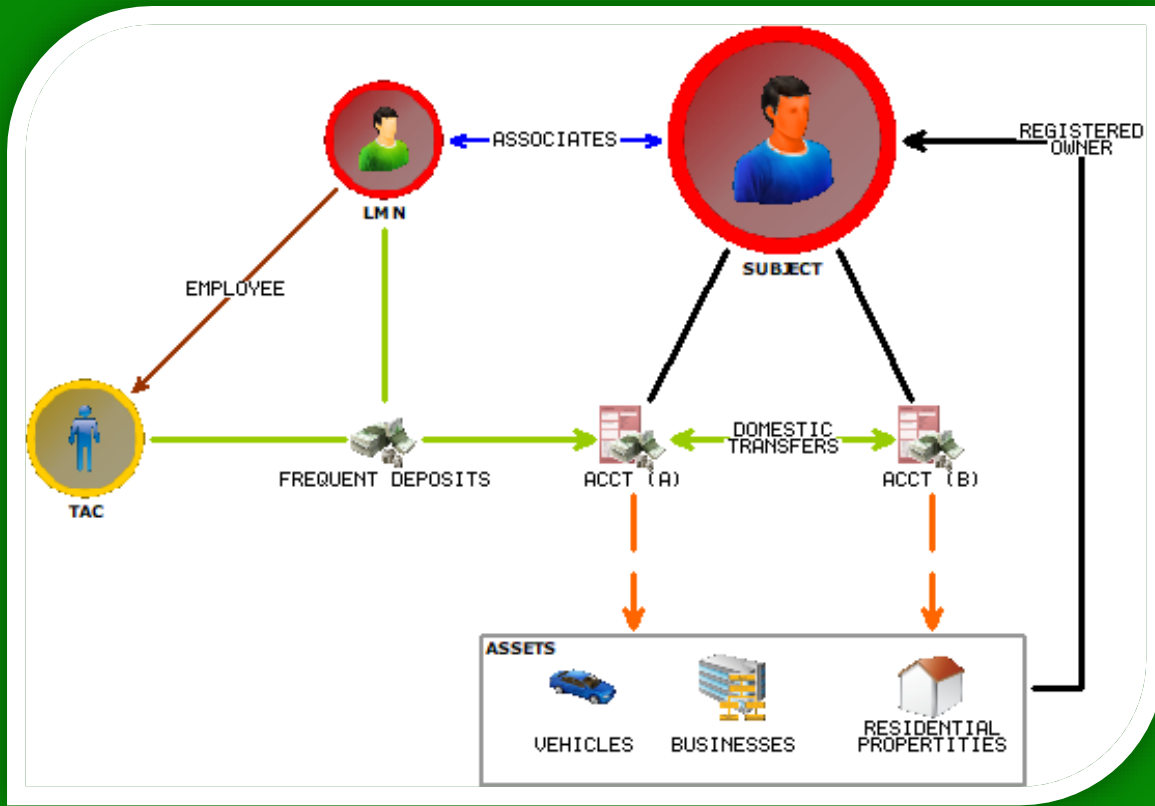 REGISTERED
OWNER
ASSOCIATES
LMN
SUBJECT
EMPLOYEE
DOMESTIC
TRANSFERS
FREQUENT DEPOSITS
ACCT (A)
ACCT (B)
TAC
ASSETS
VEHICLES
BUSINESSES
RESIDENTIAL
PROPERTITIES